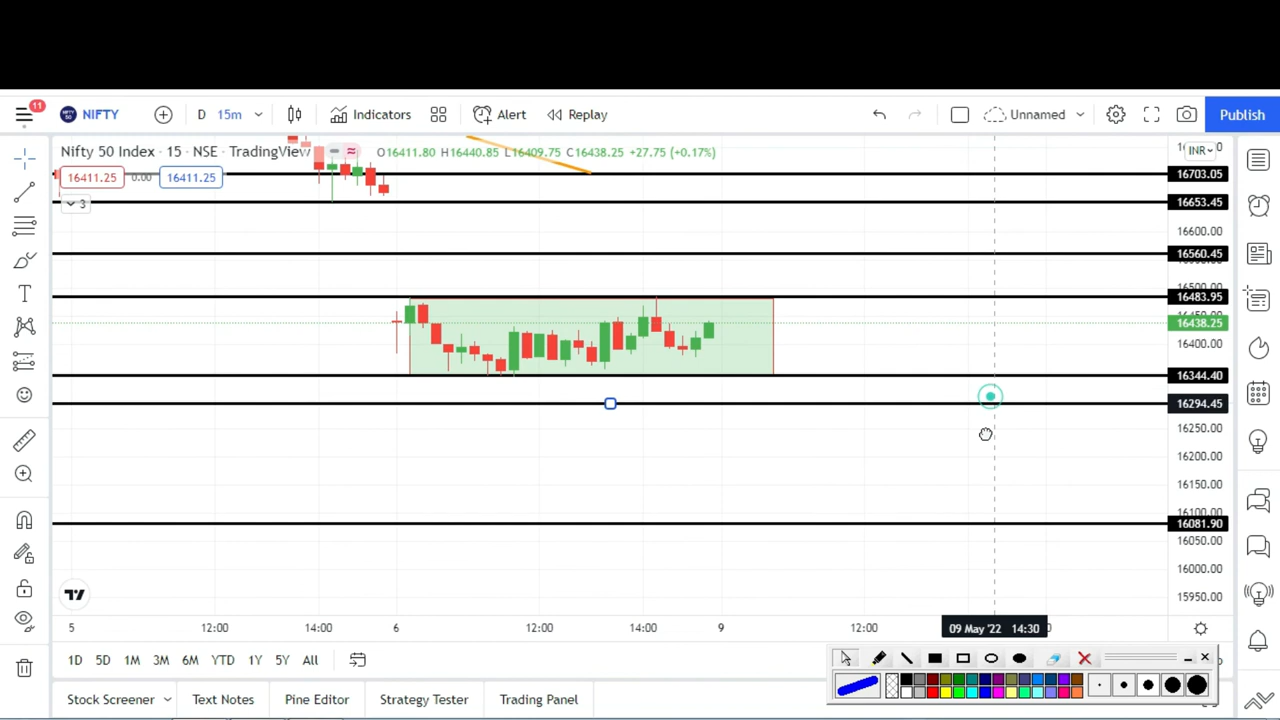 11
NIFTY 50
NIFTY
D 15m
Indicators
Alert
Replay
Unnamed
Publish
Nifty 50 Index · 15 · NSE · TradingView
O16411.80 H16440.85 L16409.75 C16438.25 +27.75 (+0.17%)
INR
16411.25 0.00 16411.25
3
16703.05
16653.45
16600.00
16560.45
16483.95
16438.25
16400.00
16344.40
16294.45
16250.00
16200.00
16150.00
16081.90
16050.00
16000.00
15950.00
5 12:00 14:00 6 12:00 14:00 9 12:00 09 May '22 14:30
1D 5D 1M 3M 6M YTD 1Y 5Y All
Stock Screener Text Notes Pine Editor Strategy Tester Trading Panel